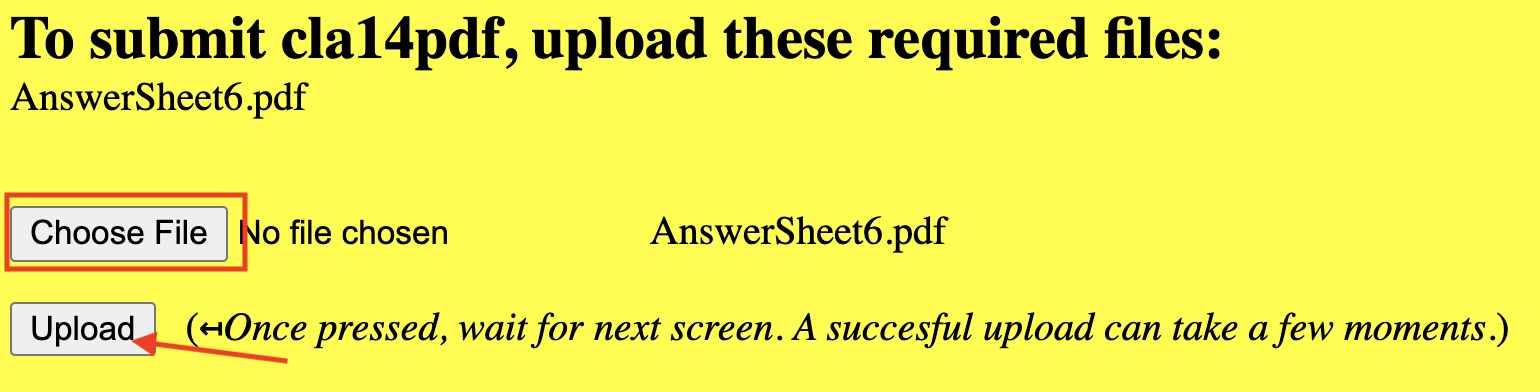 To submit cla14pdf, upload these required files:
AnswerSheet6.pdf
Choose File No file chosen AnswerSheet6.pdf
Upload (↤Once pressed, wait for next screen. A succesful upload can take a few moments.)